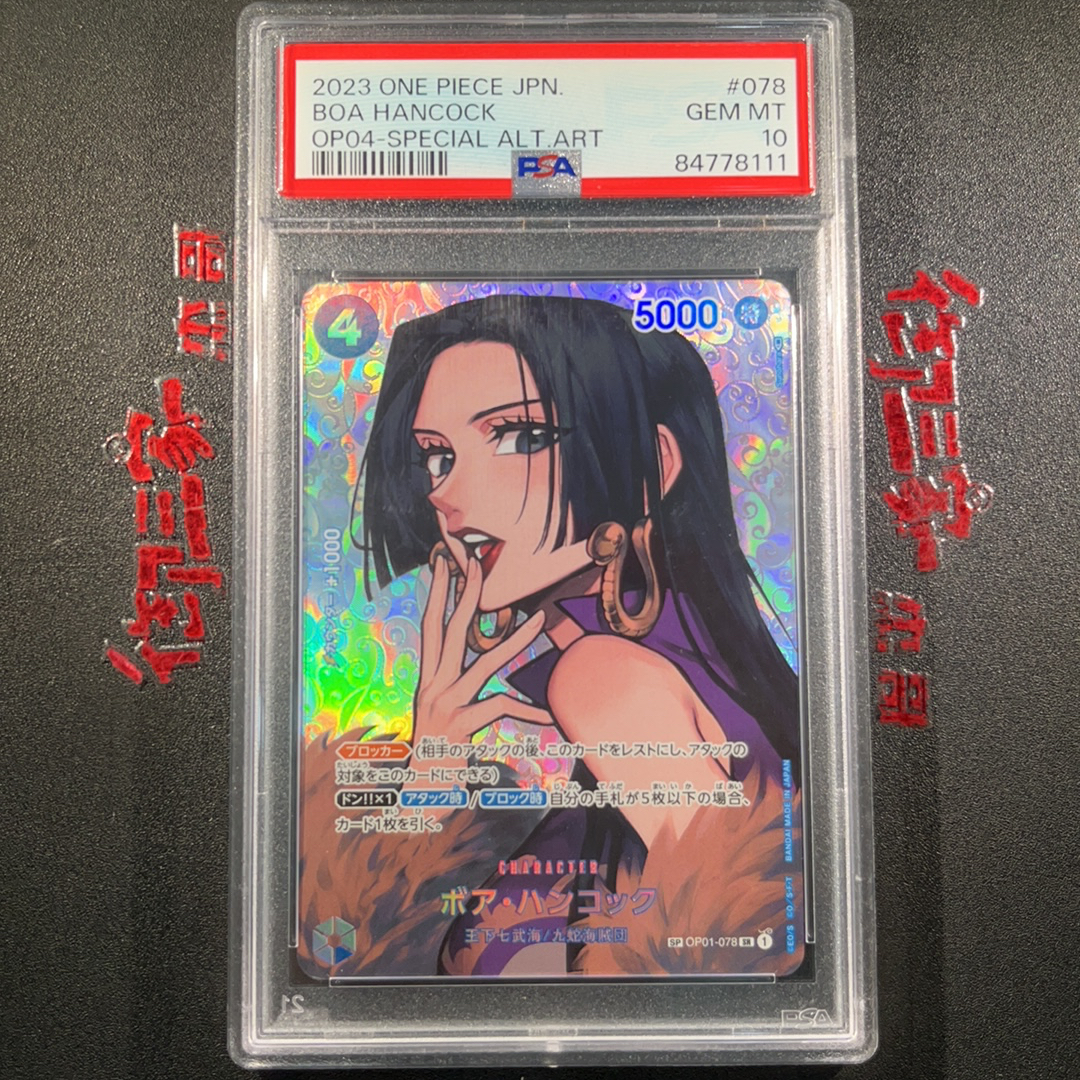 2023 ONE PIECE JPN. #078
BOA HANCOCK GEM MT
OP04-SPECIAL ALT.ART 10
PSA 84778111
4 5000 特
カウンター +1000
ブロッカー (相手のアタックの後、このカードをレストにし、アタックの
対象をこのカードにできる)
ドン!!×1 アタック時 / ブロック時 自分の手札が5枚以下の場合、
カード1枚を引く。
CHARACTER
ボア・ハンコック
王下七武海/九蛇海賊団
SP OP01-078 SR 1
©E.O/S. ©E.O./S.・F・T BANDAI MADE IN JAPAN
PSA